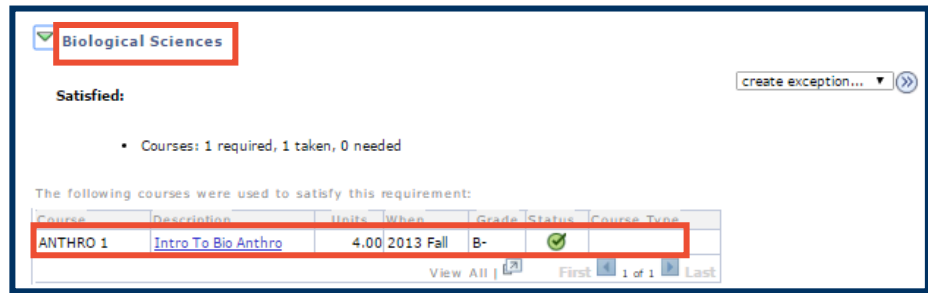 Biological Sciences
create exception...
Satisfied:
• Courses: 1 required, 1 taken, 0 needed
The following courses were used to satisfy this requirement:
Course Description Units When Grade Status Course Type
ANTHRO 1 Intro To Bio Anthro 4.00 2013 Fall B-
View All | First 1 of 1 Last